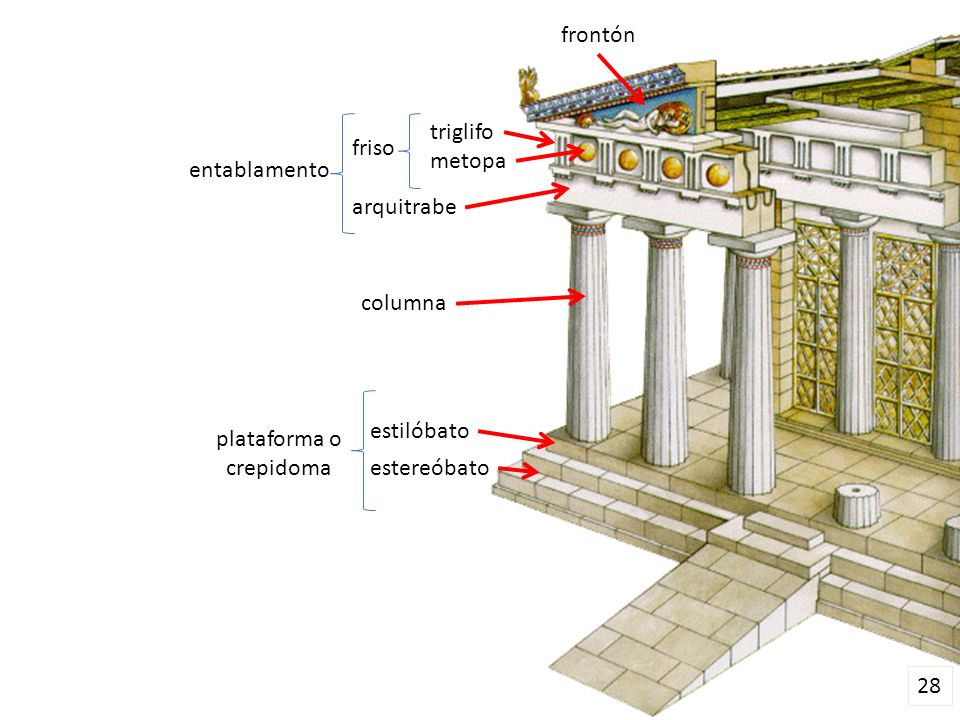 frontón
triglifo
friso
metopa
entablamento
arquitrabe
columna
estilóbato
plataforma o
crepidoma
estereóbato
28